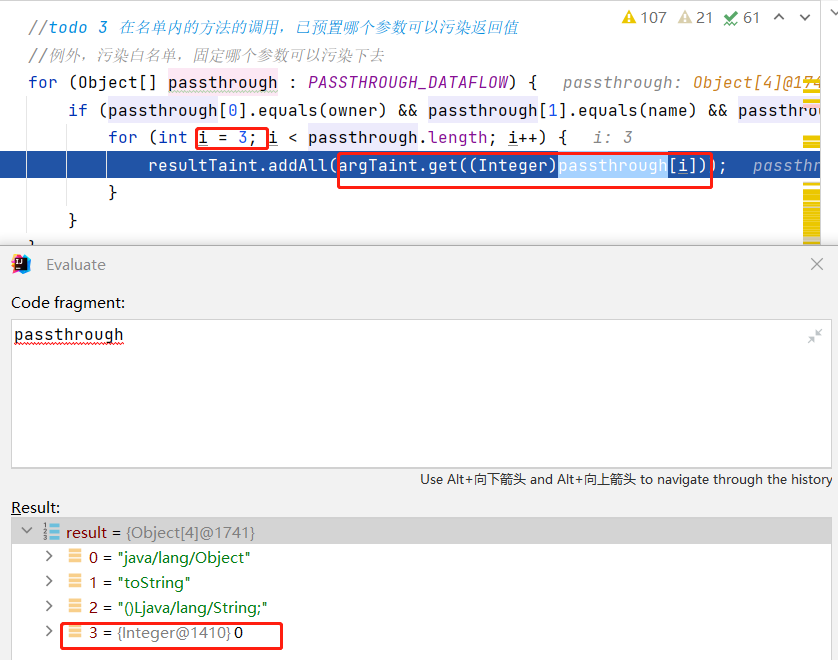 //todo 3 在名单内的方法的调用，已预置哪个参数可以污染返回值
107 21 61
//例外，污染白名单，固定哪个参数可以污染下去
for (Object[] passthrough : PASSTHROUGH_DATAFLOW) { passthrough: Object[4]@174
if (passthrough[0].equals(owner) && passthrough[1].equals(name) && passthrou
for (int i = 3; i < passthrough.length; i++) { i: 3
resultTaint.addAll(argTaint.get((Integer)passthrough[i])); passthr
}
}
Evaluate
Code fragment:
passthrough
Use Alt+向下箭头 and Alt+向上箭头 to navigate through the history
Result:
result = {Object[4]@1741}
0 = "java/lang/Object"
1 = "toString"
2 = "()Ljava/lang/String;"
3 = {Integer@1410} 0